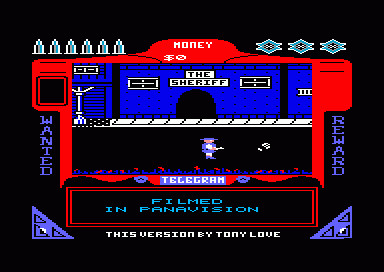 MONEY
$0
THE
SHERIFF
WANTED
REWARD
TELEGRAM
FILMED
IN PANAVISION
THIS VERSION BY TONY LOVE